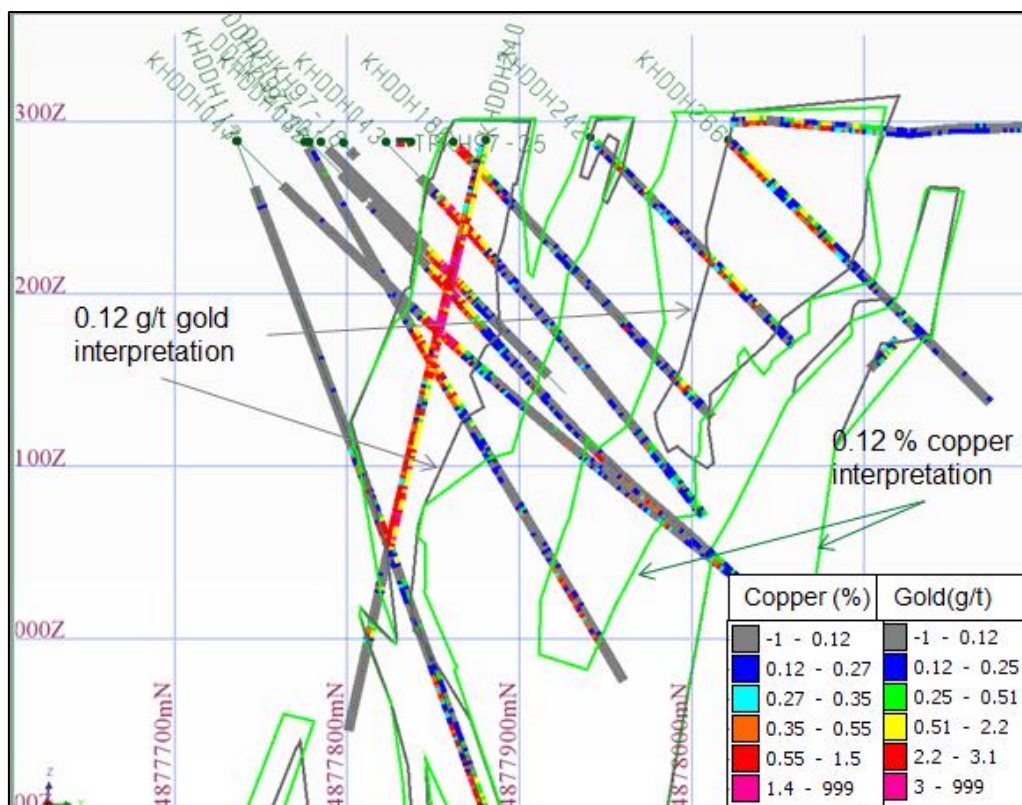 KHDDH240
KHDDH043
KHDDH242
KHDDH266
300Z
TRKH97-25
200Z
0.12 g/t gold
interpretation
100Z
0.12 % copper
interpretation
000Z
4877700mN
4877800mN
4877900mN
4878000mN
Copper (%)
Gold(g/t)
-1 - 0.12
-1 - 0.12
0.12 - 0.27
0.12 - 0.25
0.27 - 0.35
0.25 - 0.51
0.35 - 0.55
0.51 - 2.2
0.55 - 1.5
2.2 - 3.1
1.4 - 999
3 - 999
Z